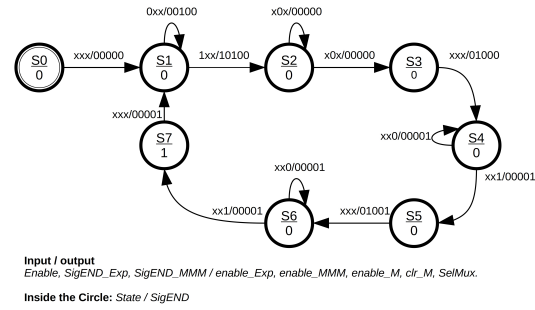 0xx/00100
x0x/00000
S0
0
xxx/00000
S1
0
1xx/10100
S2
0
x0x/00000
S3
0
xxx/01000
xxx/00001
S7
1
xx0/00001
S4
0
xx0/00001
xx1/00001
xx1/00001
S6
0
xxx/01001
S5
0
Input / output
Enable, SigEND_Exp, SigEND_MMM / enable_Exp, enable_MMM, enable_M, clr_M, SelMux.
Inside the Circle: State / SigEND